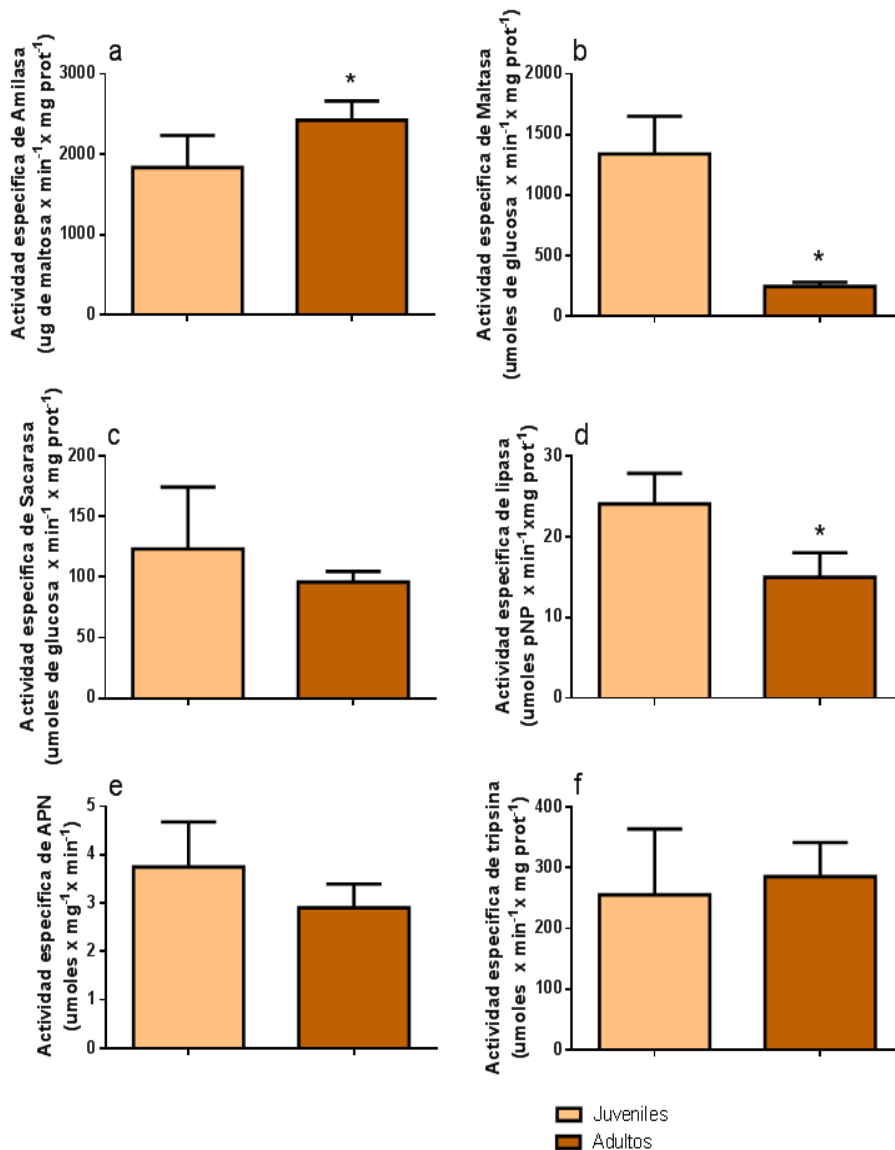 a
Actividad especifica de Amilasa
(ug de maltosa x min⁻¹ x mg prot⁻¹)
3000
2000
1000
0
*
b
Actividad especifica de Maltasa
(umoles de glucosa x min⁻¹ x mg prot⁻¹)
2000
1500
1000
500
0
*
c
Actividad especifica de Sacarasa
(umoles de glucosa x min⁻¹ x mg prot⁻¹)
200
150
100
50
0
d
Actividad especifica de lipasa
(umoles pNP x min⁻¹xmg prot⁻¹)
30
20
10
0
*
e
Actividad especifica de APN
(umoles x mg⁻¹x min⁻¹)
5
4
3
2
1
0
f
Actividad especifica de tripsina
(umoles x min⁻¹x mg prot⁻¹)
400
300
200
100
0
Juveniles
Adultos